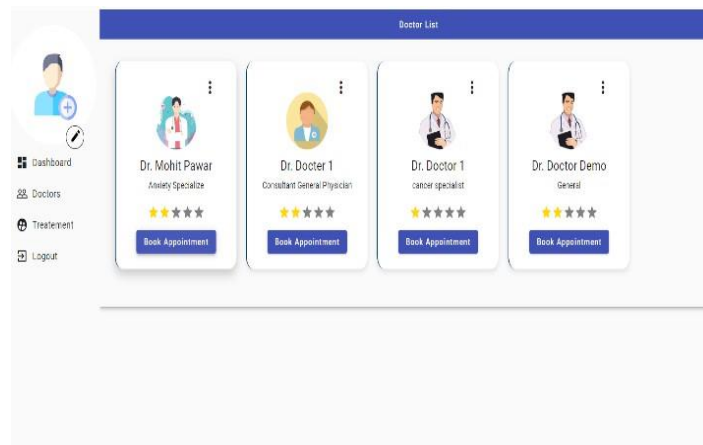 Doctor List
Dashboard
Doctors
Treatement
Logout
Dr. Mohit Pawar
Anxiety Specialize
Book Appointment
Dr. Docter 1
Consultant General Physician
Book Appointment
Dr. Doctor 1
cancer specialist
Book Appointment
Dr. Doctor Demo
General
Book Appointment